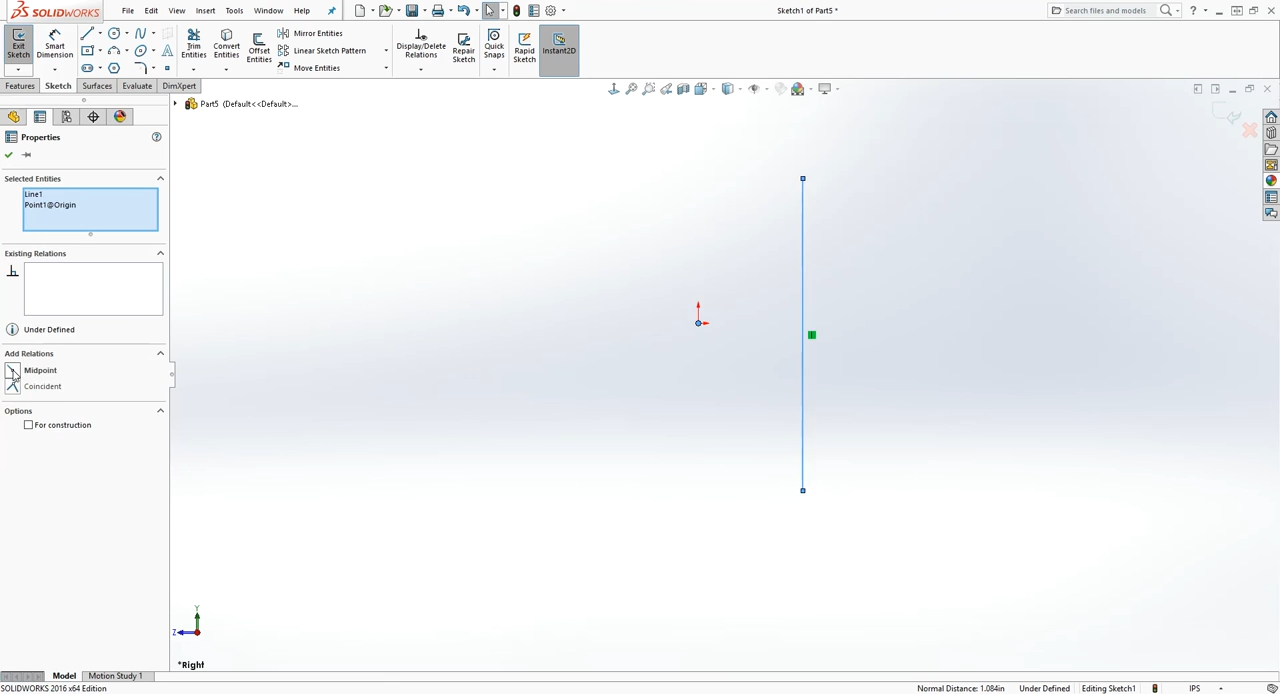 SOLIDWORKS
File Edit View Insert Tools Window Help
Sketch1 of Part5 *
Search files and models
Exit Sketch
Smart Dimension
Trim Entities
Convert Entities
Offset Entities
Mirror Entities
Linear Sketch Pattern
Move Entities
Display/Delete Relations
Repair Sketch
Quick Snaps
Rapid Sketch
Instant2D
Features Sketch Surfaces Evaluate DimXpert
Part5 (Default<<Default>...
Properties
Selected Entities
Line1
Point1@Origin
Existing Relations
Under Defined
Add Relations
Midpoint
Coincident
Options
For construction
Y
Z
*Right
Model Motion Study 1
SOLIDWORKS 2016 x64 Edition
Normal Distance: 1.084in Under Defined Editing Sketch1 IPS